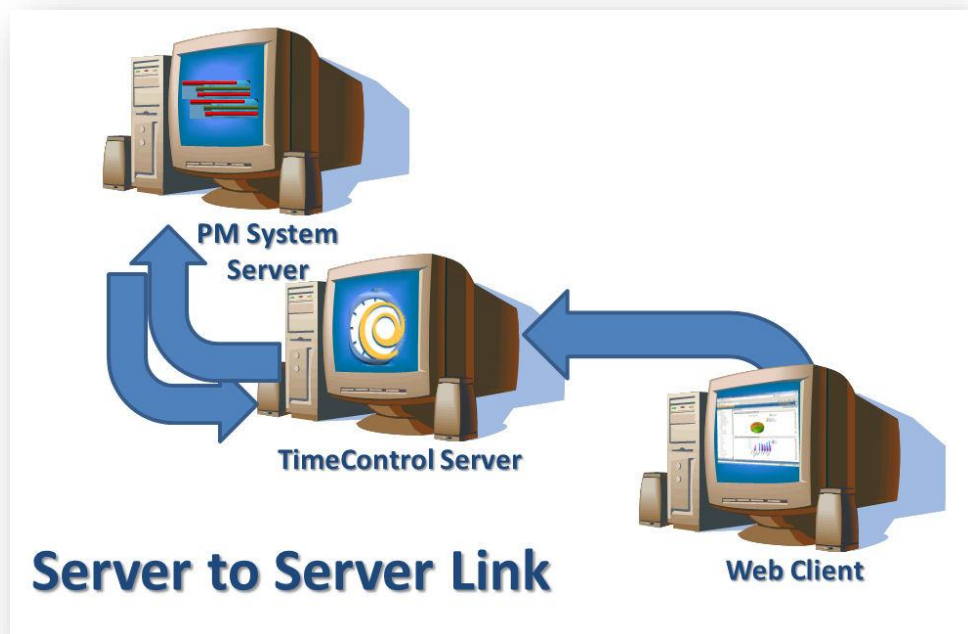 PM System
Server
TimeControl Server
Web Client
Server to Server Link